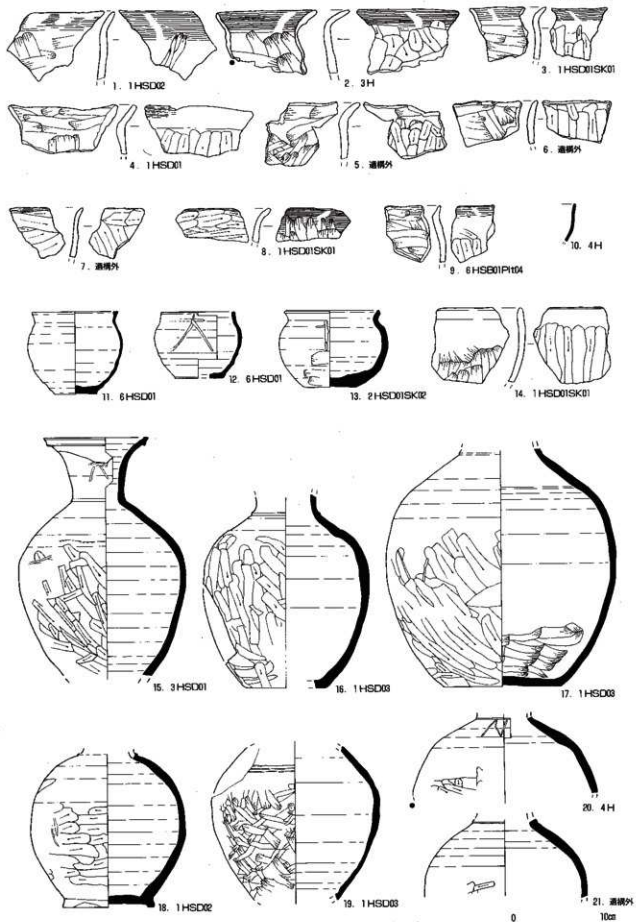 1. 1HSD02
2. 3H
3. 1HSD01SK01
4. 1HSD01
5. 遺構外
6. 遺構外
7. 遺構外
8. 1HSD01SK01
9. 6HSB01Pit04
10. 4H
11. 6HSD01
12. 6HSD01
13. 2HSD01SK02
14. 1HSD01SK01
15. 3HSD01
16. 1HSD03
17. 1HSD03
18. 1HSD02
19. 1HSD03
20. 4H
21. 遺構外
0 10cm